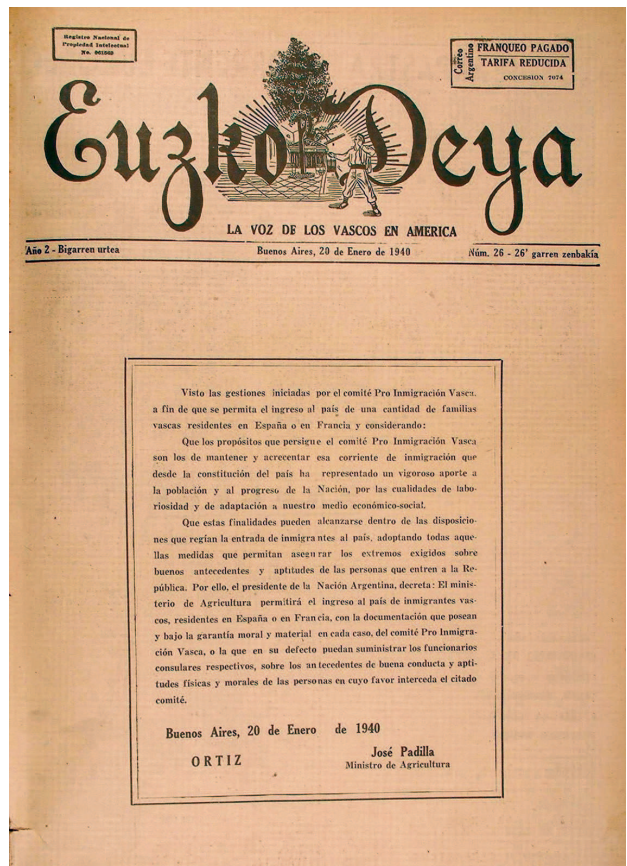 Registro Nacional de
Propiedad Intelectual
No. 061869
Correo
Argentino
FRANQUEO PAGADO
TARIFA REDUCIDA
CONCESION 7074
Euzko Deya
LA VOZ DE LOS VASCOS EN AMERICA
Año 2 - Bigarren urtea
Buenos Aires, 20 de Enero de 1940
Núm. 26 - 26' garren zenbakía
Visto las gestiones iniciadas por el comité Pro Inmigración Vasca,
a fin de que se permita el ingreso al país de una cantidad de familias
vascas residentes en España o en Francia y considerando:
Que los propósitos que persigue el comité Pro Inmigración Vasca
son los de mantener y acrecentar esa corriente de inmigración que
desde la constitución del país ha representado un vigoroso aporte a
la población y al progreso de la Nación, por las cualidades de labo-
riosidad y de adaptación a nuestro medio económico-social.
Que estas finalidades pueden alcanzarse dentro de las disposicio-
nes que regían la entrada de inmigrantes al país, adoptando todas aque-
llas medidas que permitan asegurar los extremos exigidos sobre
buenos antecedentes y aptitudes de las personas que entren a la Re-
pública. Por ello, el presidente de la Nación Argentina, decreta: El minis-
terio de Agricultura permitirá el ingreso al país de inmigrantes vas-
cos, residentes en España o en Francia, con la documentación que posean
y bajo la garantía moral y material en cada caso, del comité Pro Inmigra-
ción Vasca, o la que en su defecto puedan suministrar los funcionarios
consulares respectivos, sobre los antecedentes de buena conducta y apti-
tudes físicas y morales de las personas en cuyo favor interceda el citado
comité.
Buenos Aires, 20 de Enero de 1940
ORTIZ
José Padilla
Ministro de Agricultura